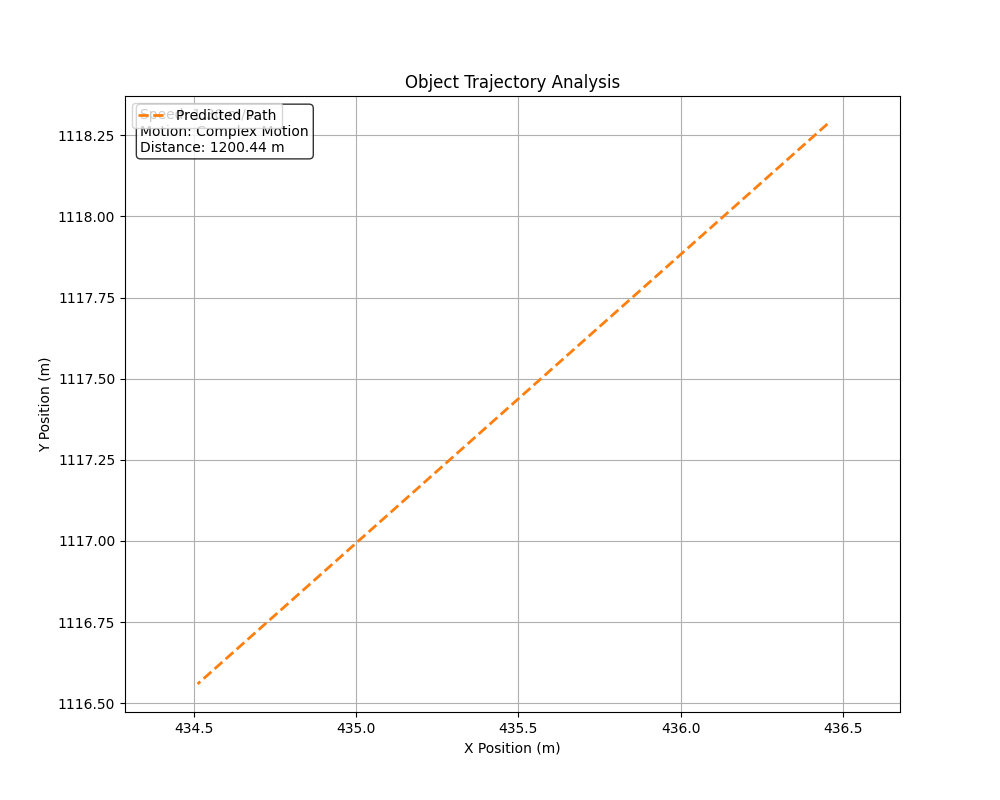 Object Trajectory Analysis
Predicted Path
Speed:
Motion: Complex Motion
Distance: 1200.44 m
Y Position (m)
1118.25
1118.00
1117.75
1117.50
1117.25
1117.00
1116.75
1116.50
434.5 435.0 435.5 436.0 436.5
X Position (m)